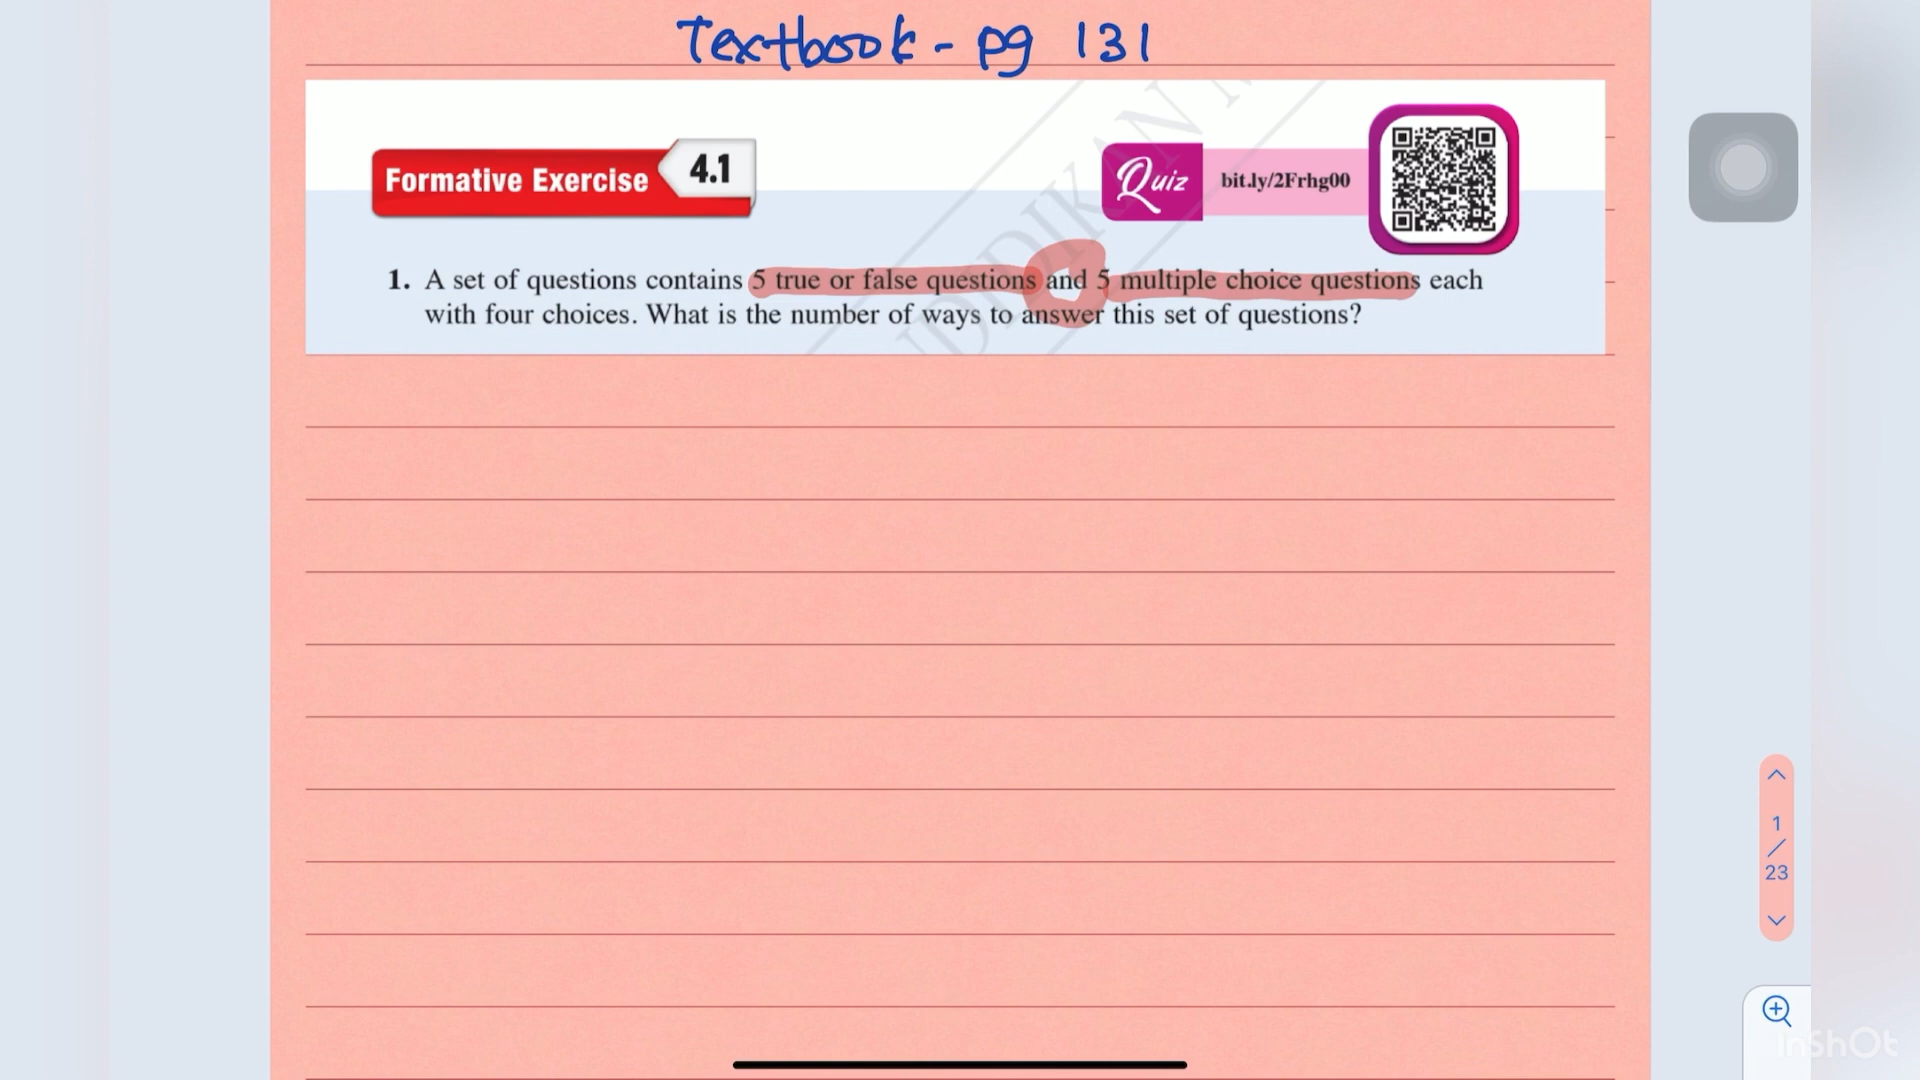 Textbook - pg 131
Formative Exercise 4.1
Quiz bit.ly/2Frhg00
1. A set of questions contains 5 true or false questions and 5 multiple choice questions each
with four choices. What is the number of ways to answer this set of questions?
1
/
23
InShOt